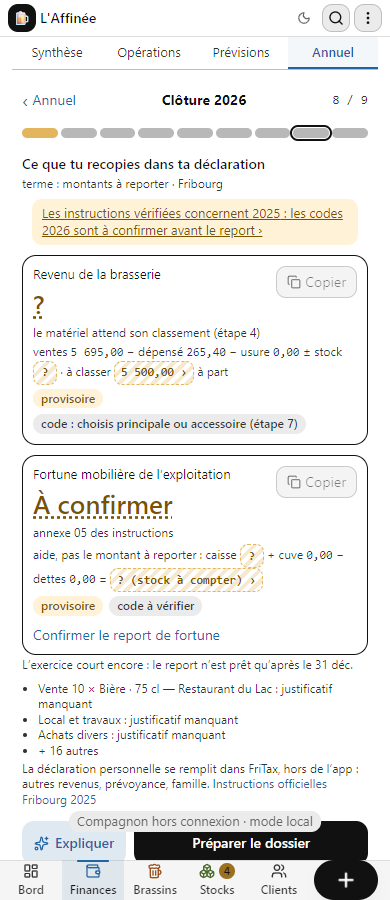 L'Affinée
Synthèse Opérations Prévisions Annuel
‹ Annuel Clôture 2026 8 / 9
Ce que tu recopies dans ta déclaration
terme : montants à reporter · Fribourg
Les instructions vérifiées concernent 2025 : les codes
2026 sont à confirmer avant le report ›
Revenu de la brasserie
Copier
?
le matériel attend son classement (étape 4)
ventes 5 695,00 − dépensé 265,40 − usure 0,00 ± stock
? · à classer 5 500,00 › à part
provisoire
code : choisis principale ou accessoire (étape 7)
Fortune mobilière de l'exploitation
Copier
À confirmer
annexe 05 des instructions
aide, pas le montant à reporter : caisse ? + cuve 0,00 −
dettes 0,00 = ? (stock à compter) ›
provisoire code à vérifier
Confirmer le report de fortune
L'exercice court encore : le report n'est prêt qu'après le 31 déc.
• Vente 10 × Bière · 75 cl — Restaurant du Lac : justificatif
manquant
• Local et travaux : justificatif manquant
• Achats divers : justificatif manquant
• + 16 autres
La déclaration personnelle se remplit dans FriTax, hors de l'app :
autres revenus, prévoyance, famille. Instructions officielles
Fribourg 2025
Compagnon hors connexion · mode local
Expliquer Préparer le dossier
4
Bord Finances Brassins Stocks Clients +